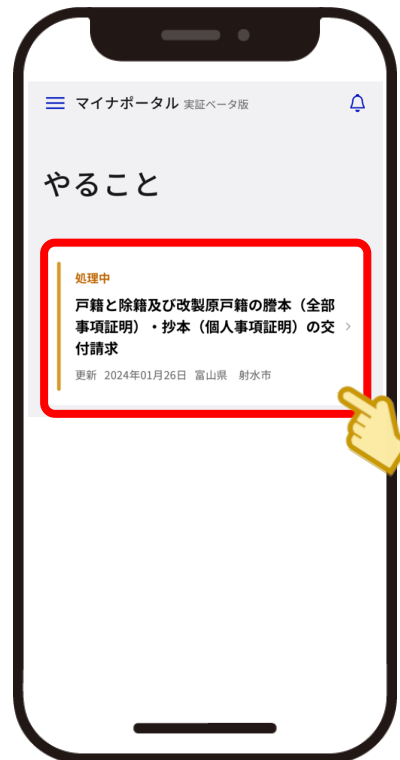 マイナポータル 実証ベータ版
やること
処理中
戸籍と除籍及び改製原戸籍の謄本（全部
事項証明）・抄本（個人事項証明）の交
付請求
更新 2024年01月26日 富山県 射水市